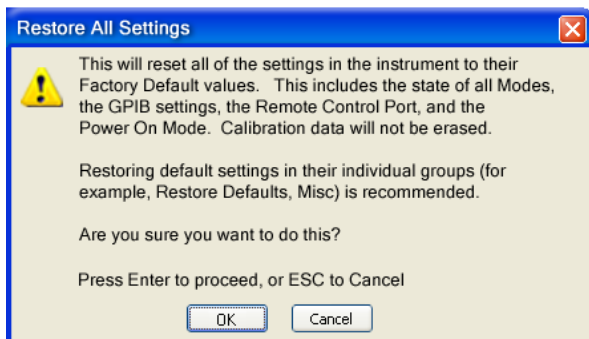 Restore All Settings
This will reset all of the settings in the instrument to their
Factory Default values.   This includes the state of all Modes,
the GPIB settings, the Remote Control Port, and the
Power On Mode.  Calibration data will not be erased.
Restoring default settings in their individual groups (for
example, Restore Defaults, Misc) is recommended.
Are you sure you want to do this?
Press Enter to proceed, or ESC to Cancel
OK
Cancel